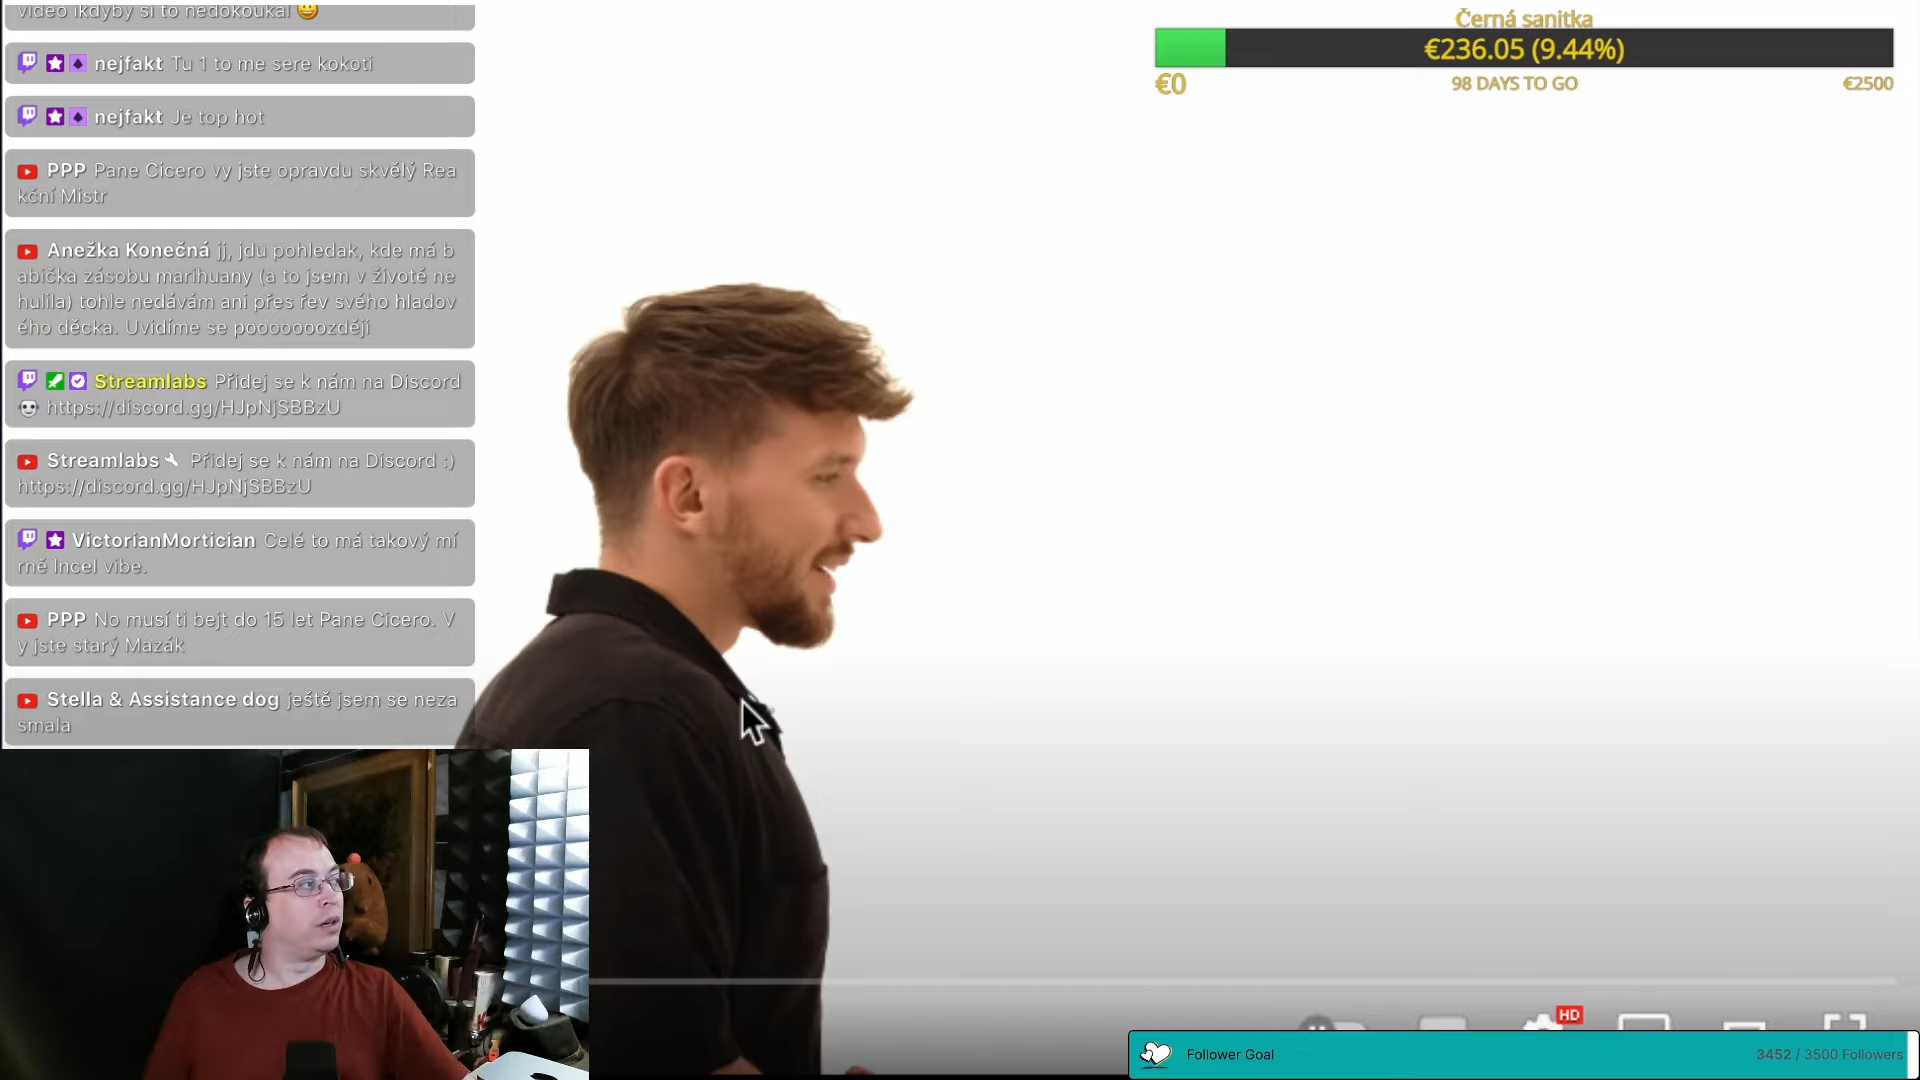 video ikdyby si to nedokoukal
nejfakt Tu 1 to me sere kokoti
nejfakt Je top hot
PPP Pane Cicero vy jste opravdu skvělý Rea
kční Mistr
Anežka Konečná jj, jdu pohledak, kde má b
abička zásobu marihuany (a to jsem v životě ne
hulila) tohle nedávám ani přes řev svého hladov
ého děcka. Uvidíme se pooooooozději
Streamlabs Přidej se k nám na Discord
https://discord.gg/HJpNjSBBzU
Streamlabs Přidej se k nám na Discord :)
https://discord.gg/HJpNjSBBzU
VictorianMortician Celé to má takový mí
rně Incel vibe.
PPP No musí ti bejt do 15 let Pane Cicero. V
y jste starý Mazák
Stella & Assistance dog ještě jsem se neza
smala
Černá sanitka
€236.05 (9.44%)
€0 98 DAYS TO GO €2500
HD
Follower Goal 3452 / 3500 Followers